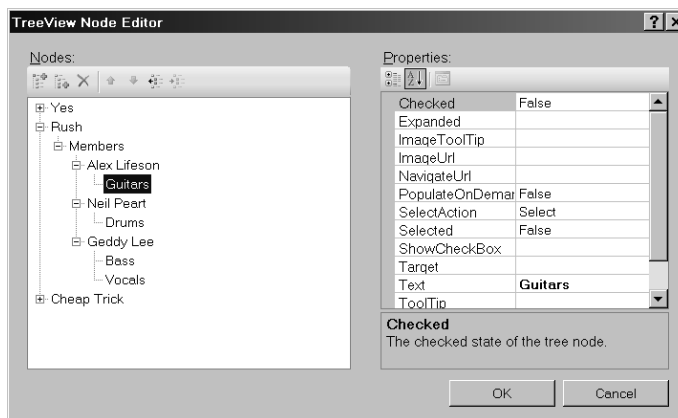 TreeView Node Editor
Nodes:
Yes
Rush
Members
Alex Lifeson
Guitars
Neil Peart
Drums
Geddy Lee
Bass
Vocals
Cheap Trick
Properties:
Checked False
Expanded
ImageToolTip
ImageUrl
NavigateUrl
PopulateOnDemar False
SelectAction Select
Selected False
ShowCheckBox
Target
Text Guitars
ToolTip
Checked
The checked state of the tree node.
OK Cancel